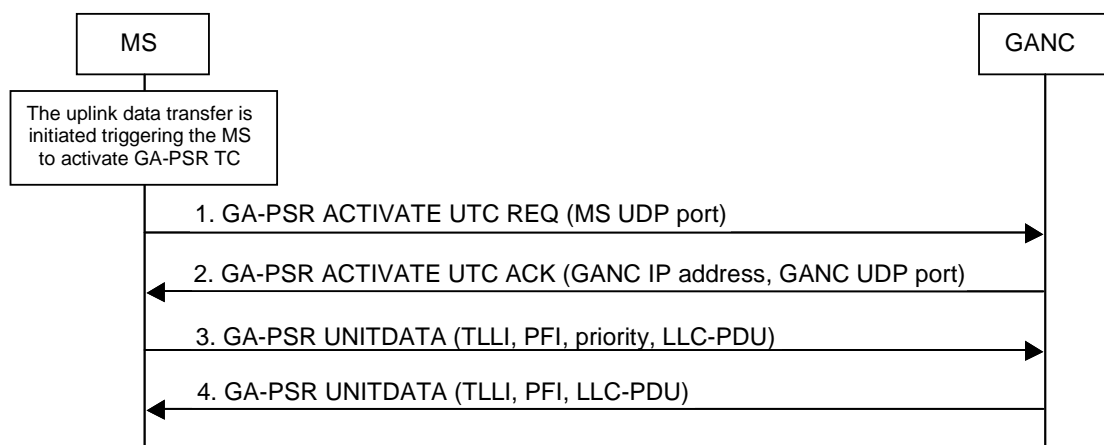 MS
GANC
The uplink data transfer is
initiated triggering the MS
to activate GA-PSR TC
1. GA-PSR ACTIVATE UTC REQ (MS UDP port)
2. GA-PSR ACTIVATE UTC ACK (GANC IP address, GANC UDP port)
3. GA-PSR UNITDATA (TLLI, PFI, priority, LLC-PDU)
4. GA-PSR UNITDATA (TLLI, PFI, LLC-PDU)